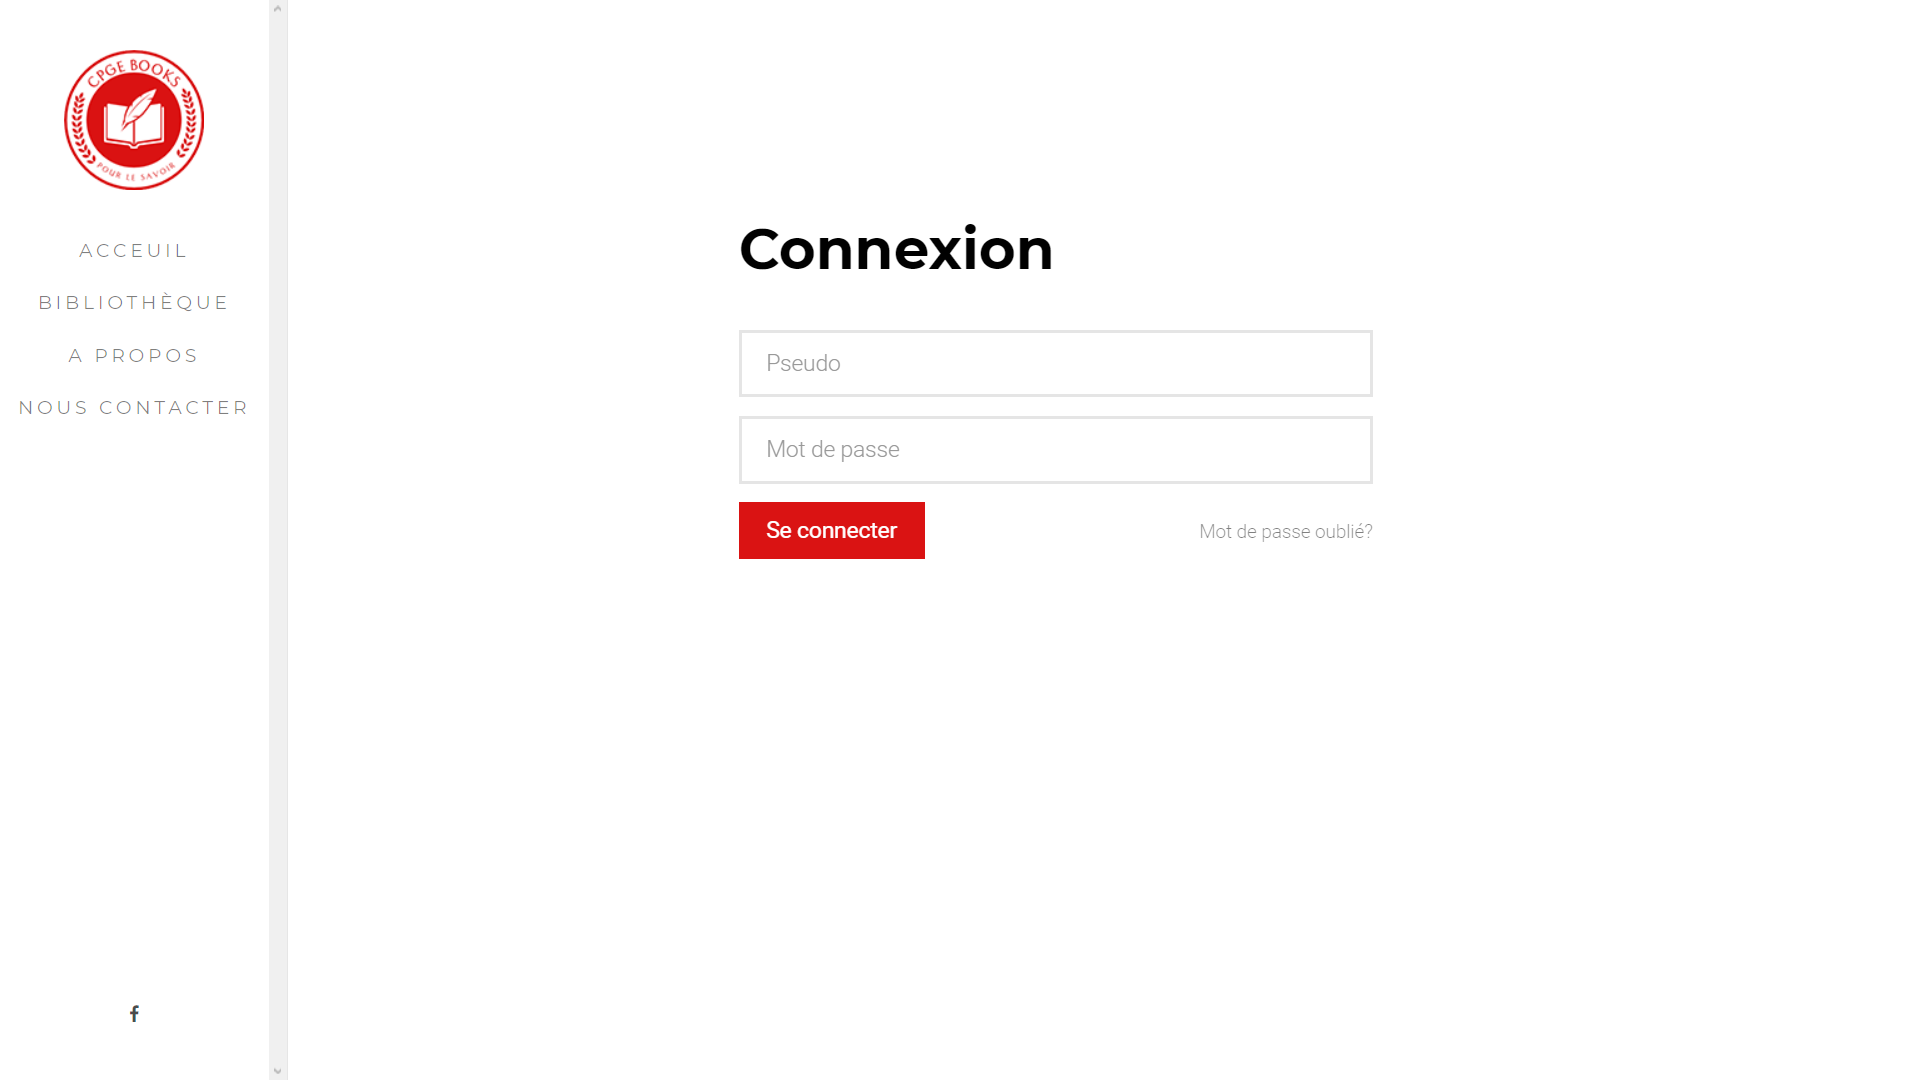 CPGE BOOKS
POUR LE SAVOIR
ACCEUIL
BIBLIOTHÈQUE
A PROPOS
NOUS CONTACTER
Connexion
Pseudo
Mot de passe
Se connecter
Mot de passe oublié?